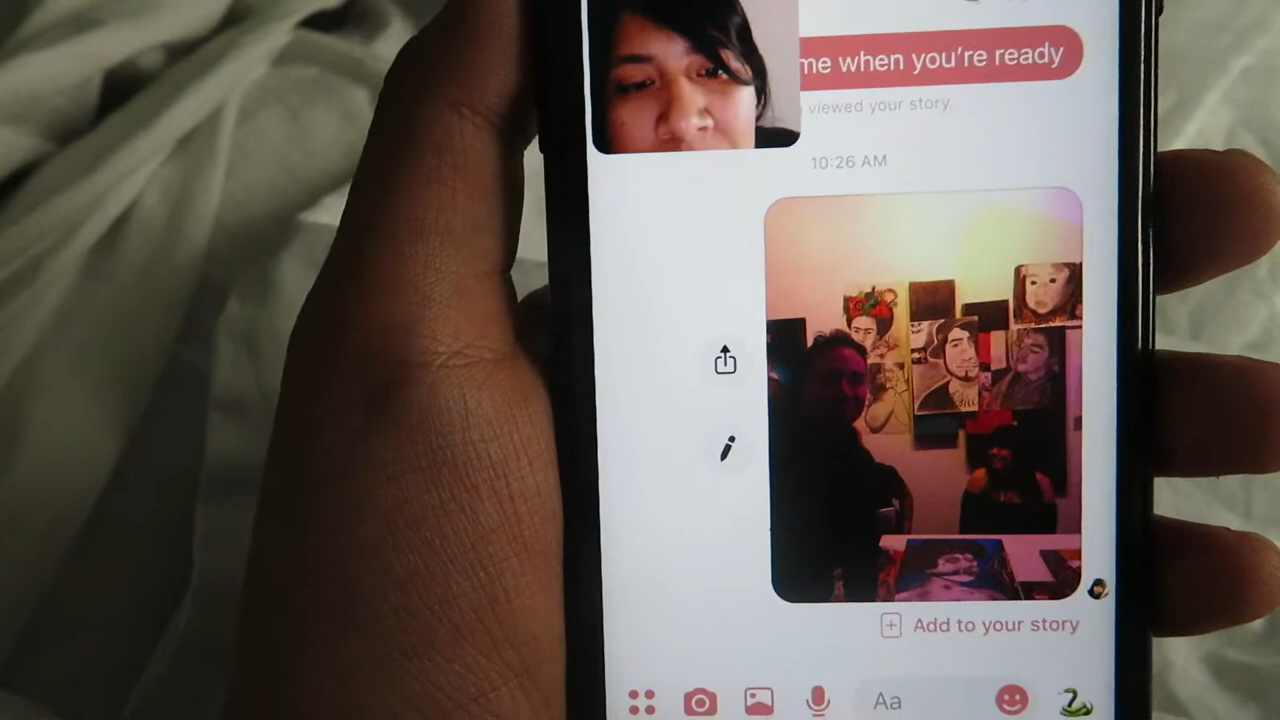 me when you're ready
viewed your story.
10:26 AM
Add to your story
Aa